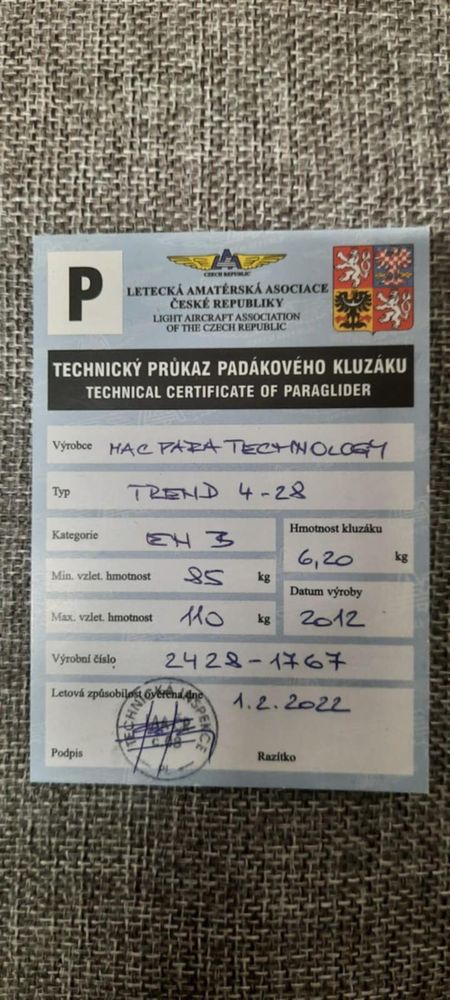 P
LAA
CZECH REPUBLIC
LETECKÁ AMATÉRSKÁ ASOCIACE
ČESKÉ REPUBLIKY
LIGHT AIRCRAFT ASSOCIATION
OF THE CZECH REPUBLIC
TECHNICKÝ PRŮKAZ PADÁKOVÉHO KLUZÁKU
TECHNICAL CERTIFICATE OF PARAGLIDER
Výrobce MAC PARA TECHNOLOGY
Typ TREND 4-28
Kategorie EN B
Hmotnost kluzáku
6,20 kg
Min. vzlet. hmotnost 85 kg
Datum výroby
Max. vzlet. hmotnost 110 kg
2012
Výrobní číslo 2428-1767
Letová způsobilost ověřena dne 1.2.2022
TECHNICKÁ INSPEKCE
Podpis
Razítko